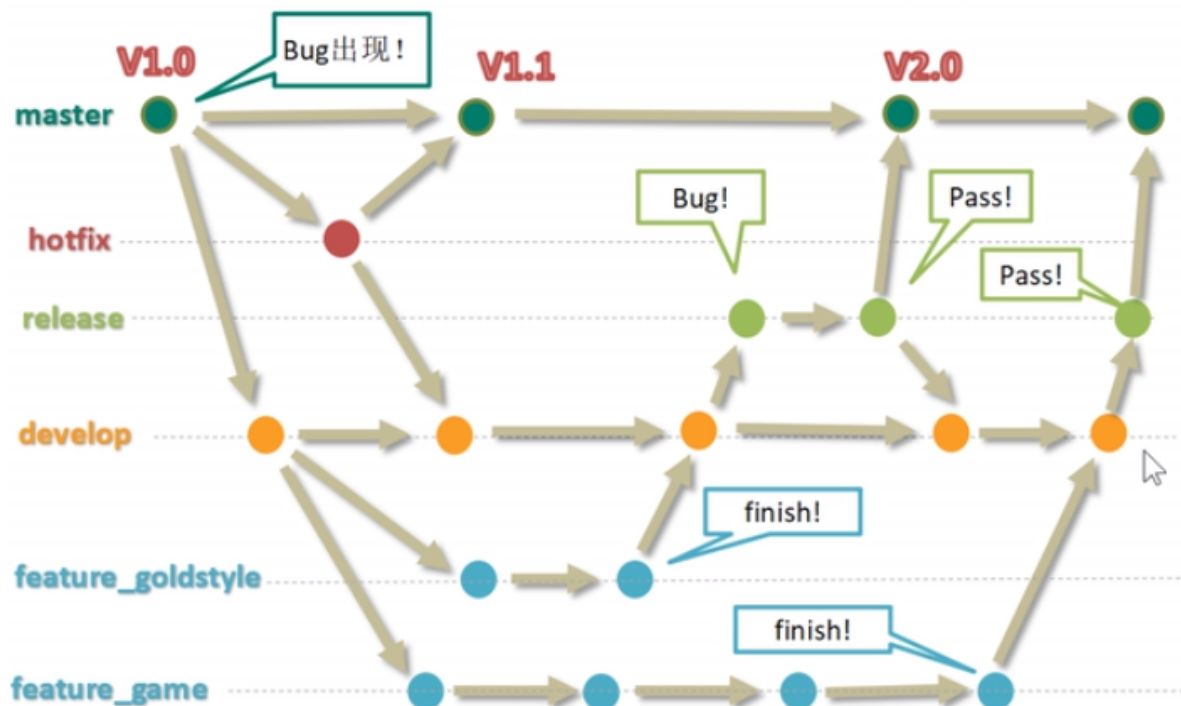 V1.0
Bug出现！
V1.1
V2.0
master
Bug!
Pass!
hotfix
Pass!
release
develop
finish!
feature_goldstyle
finish!
feature_game